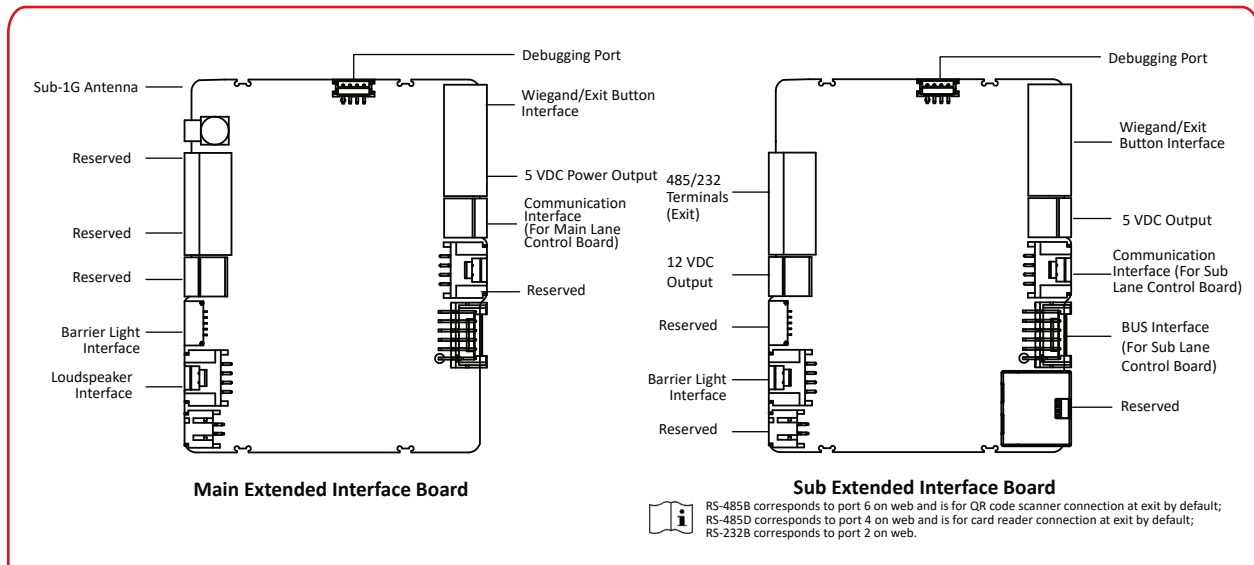 Debugging Port
Sub-1G Antenna
Wiegand/Exit Button
Interface
Reserved
5 VDC Power Output
Communication
Interface
(For Main Lane
Control Board)
Reserved
Reserved
Reserved
Barrier Light
Interface
Loudspeaker
Interface
Main Extended Interface Board
Debugging Port
Wiegand/Exit
Button Interface
485/232
Terminals
(Exit)
5 VDC Output
12 VDC
Output
Communication
Interface (For Sub
Lane Control Board)
Reserved
BUS Interface
(For Sub Lane
Control Board)
Barrier Light
Interface
Reserved
Reserved
Sub Extended Interface Board
i
RS-485B corresponds to port 6 on web and is for QR code scanner connection at exit by default;
RS-485D corresponds to port 4 on web and is for card reader connection at exit by default;
RS-232B corresponds to port 2 on web.